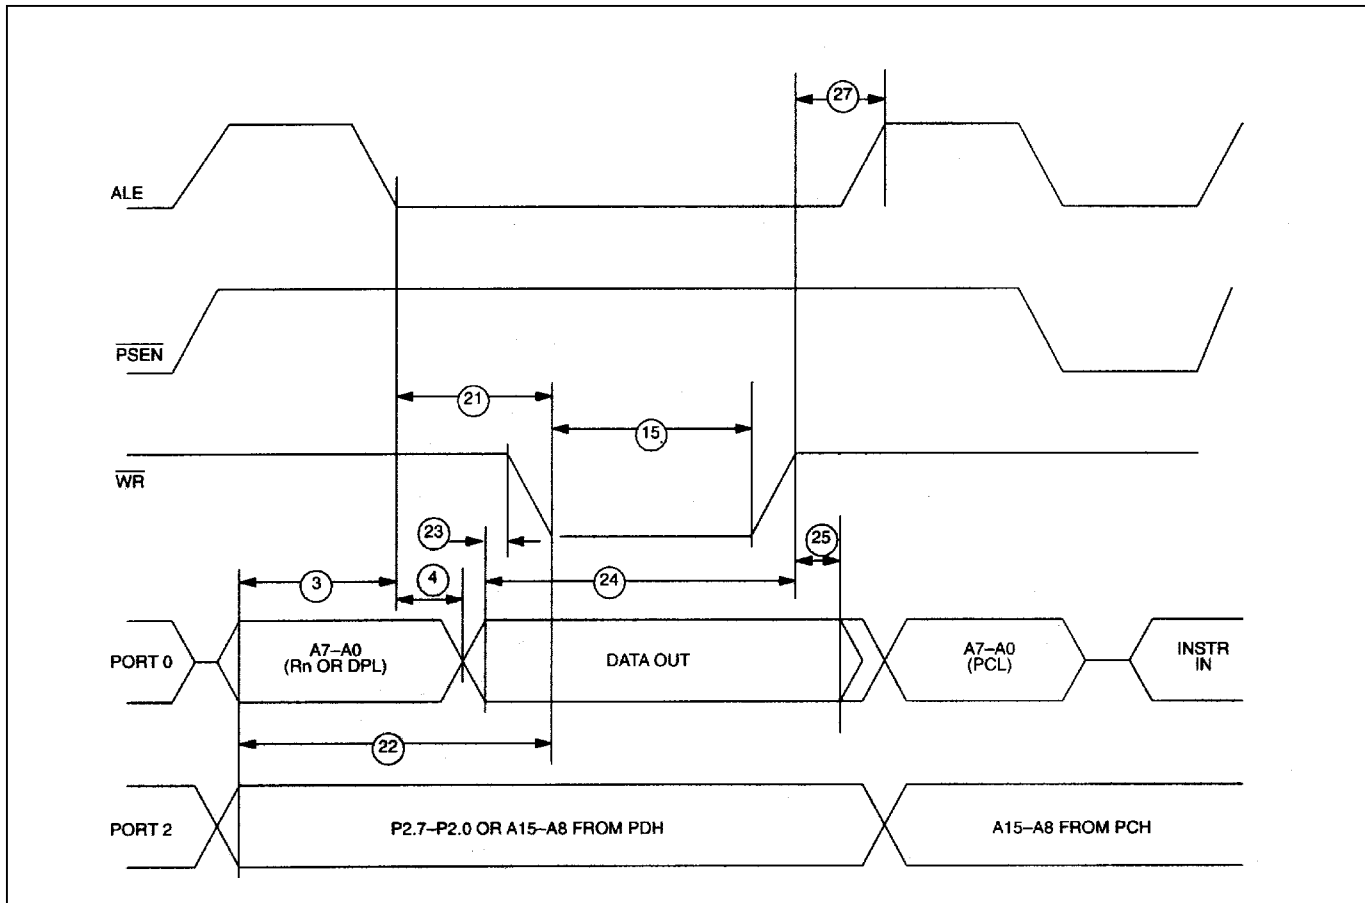 27
ALE
PSEN
21
15
WR
23
25
3
4
24
PORT 0
A7–A0
(Rn OR DPL)
DATA OUT
A7–A0
(PCL)
INSTR
IN
22
PORT 2
P2.7–P2.0 OR A15–A8 FROM PDH
A15–A8 FROM PCH